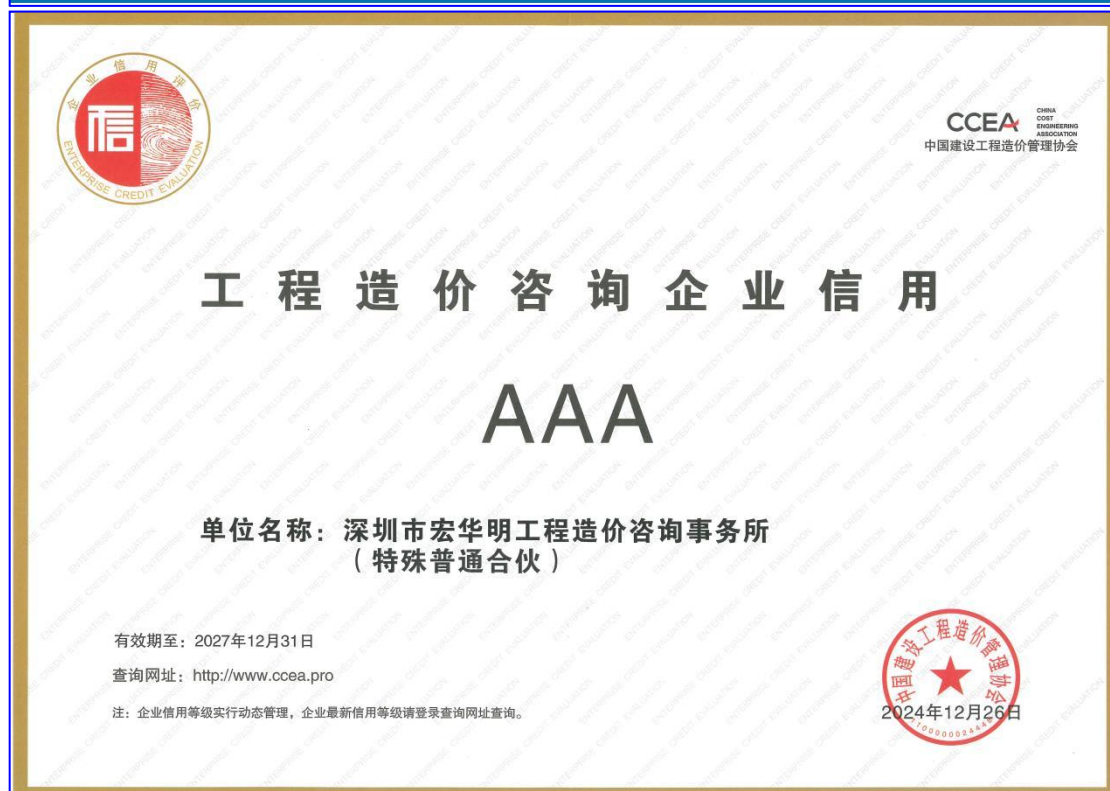 企业信用评价
信
ENTERPRISE CREDIT EVALUATION
CCEA
CHINA
COST
ENGINEERING
ASSOCIATION
中国建设工程造价管理协会
工程造价咨询企业信用
AAA
单位名称：深圳市宏华明工程造价咨询事务所
（特殊普通合伙）
有效期至：2027年12月31日
查询网址：http://www.ccea.pro
注：企业信用等级实行动态管理，企业最新信用等级请登录查询网址查询。
中国建设工程造价管理协会
2024年12月26日